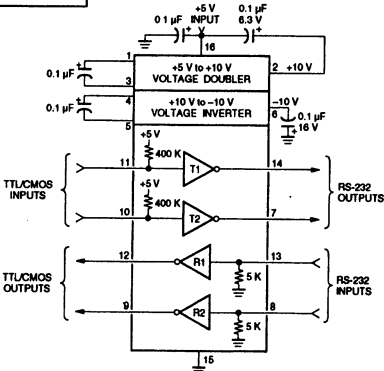 +5 V
INPUT
0.1 µF
+
0.1 µF
6.3 V
+
16
1
+5 V to +10 V
VOLTAGE DOUBLER
2 +10 V
0.1 µF
+
3
4
+10 V to –10 V
VOLTAGE INVERTER
–10 V
6
0.1 µF
+
5
0.1 µF
+
16 V
+5 V
400 K
11
T1
14
+5 V
400 K
10
T2
7
TTL/CMOS
INPUTS
RS-232
OUTPUTS
12
R1
13
5 K
9
R2
8
5 K
TTL/CMOS
OUTPUTS
RS-232
INPUTS
15